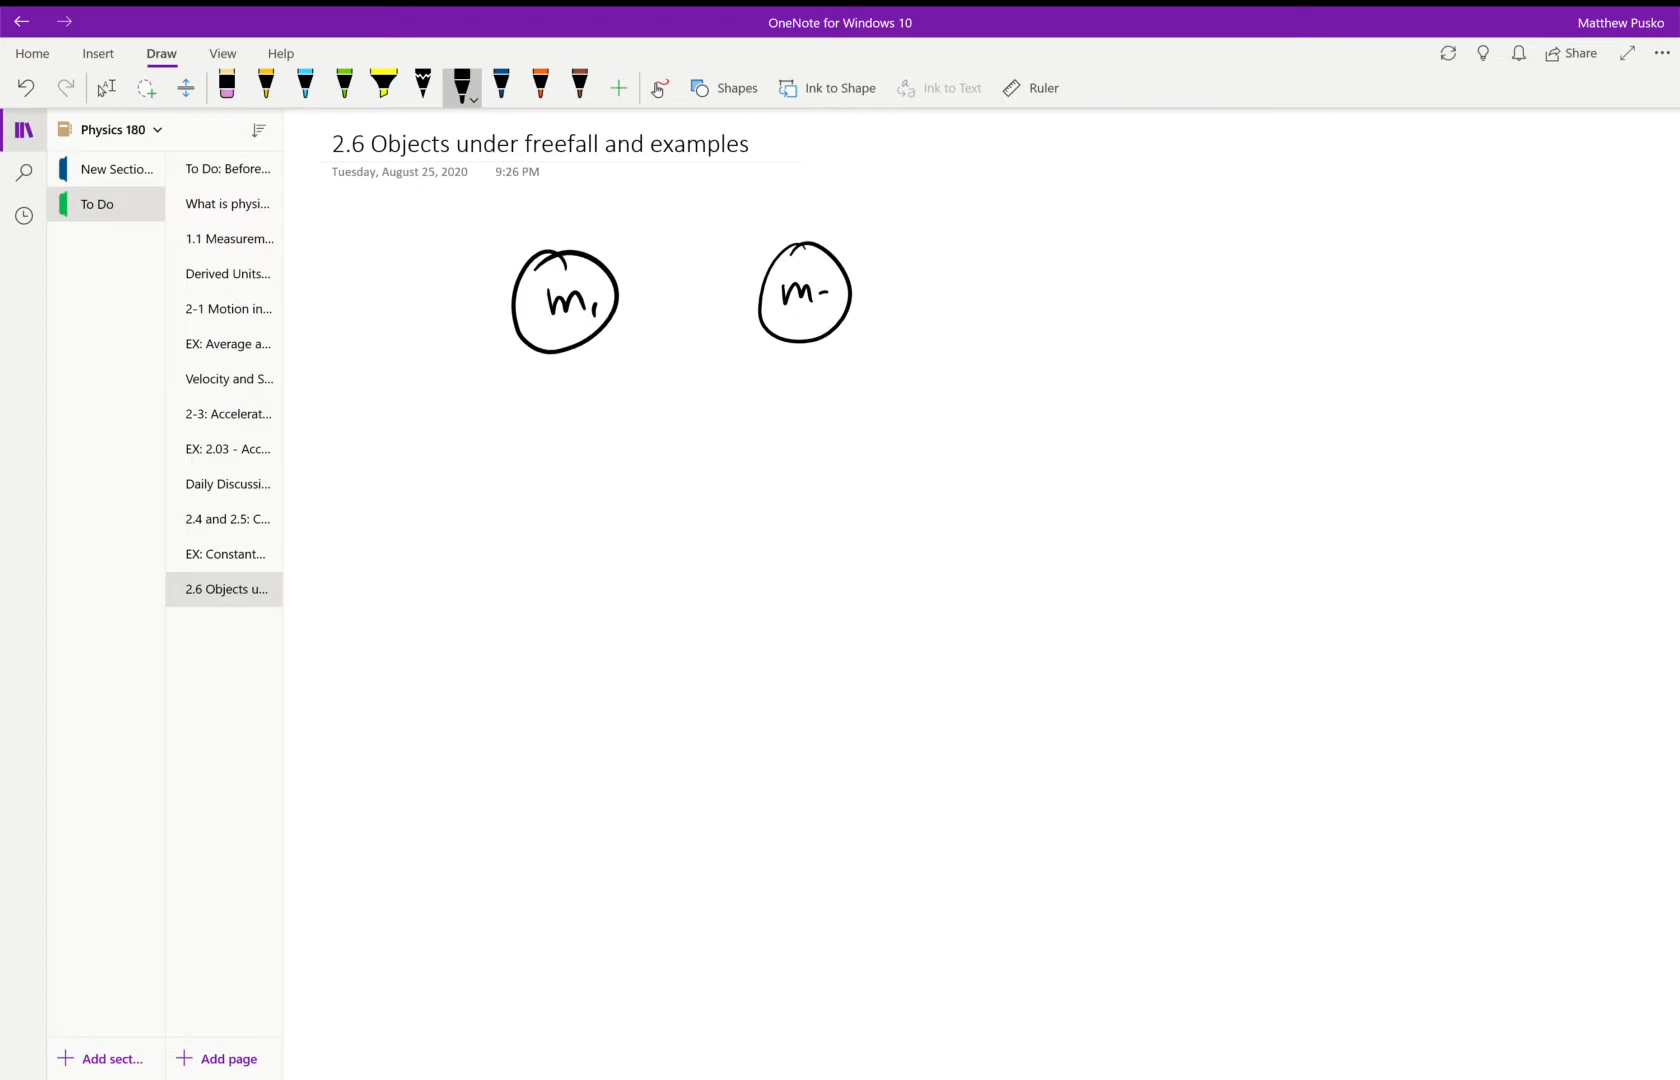 OneNote for Windows 10
Matthew Pusko
Home Insert Draw View Help
Share
Shapes
Ink to Shape
Ink to Text
Ruler
Physics 180
New Sectio...
To Do
To Do: Before...
What is physi...
1.1 Measurem...
Derived Units...
2-1 Motion in...
EX: Average a...
Velocity and S...
2-3: Accelerat...
EX: 2.03 - Acc...
Daily Discussi...
2.4 and 2.5: C...
EX: Constant...
2.6 Objects u...
Add sect...
Add page
2.6 Objects under freefall and examples
Tuesday, August 25, 2020 9:26 PM
m₁ m-